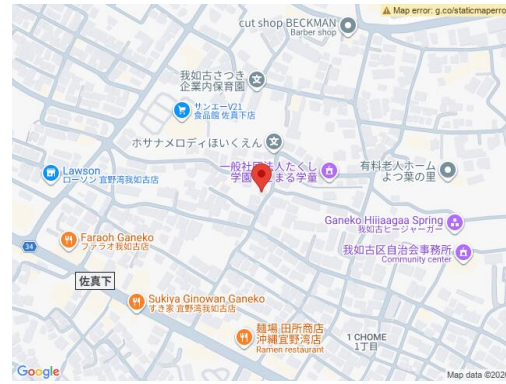 Map error: g.co/staticmaperro
cut shop BECKMAN
Barber shop
我如古さつき
企業内保育園
サンエーV21
食品館 佐真下店
ホサナメロディほいくえん
一般社団法人たくし
学園
まる学童
有料老人ホーム
よつ葉の里
Lawson
ローソン 宜野湾我如古店
Ganeko Hiijaagaa Spring
我如古ヒージャーガー
Faraoh Ganeko
ファラオ我如古店
我如古区自治会事務所
Community center
34
佐真下
Sukiya Ginowan Ganeko
すき家 宜野湾我如古店
麺場 田所商店
沖縄宜野湾店
Ramen restaurant
1 CHOME
1丁目
Google
Map data ©2026